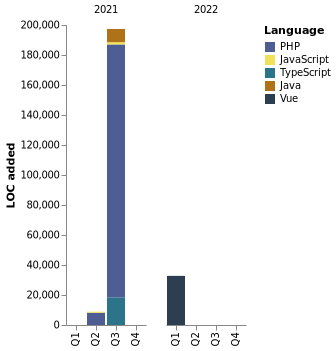 2021 2022
Language
PHP
JavaScript
TypeScript
Java
Vue
LOC added
200,000
180,000
160,000
140,000
120,000
100,000
80,000
60,000
40,000
20,000
0
Q1 Q2 Q3 Q4 Q1 Q2 Q3 Q4